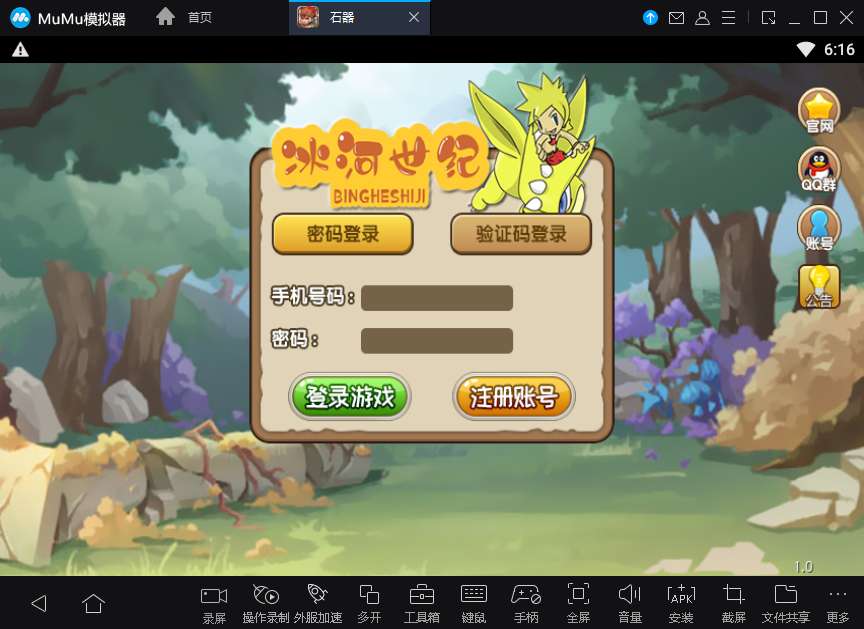 MuMu模拟器
首页
石器
6:16
冰河世纪
BINGHESHIJI
密码登录
验证码登录
手机号码:
密码:
登录游戏
注册账号
官网
QQ群
账号
公告
1.0
录屏
操作录制
外服加速
多开
工具箱
键鼠
手柄
全屏
音量
APK
安装
截屏
文件共享
更多